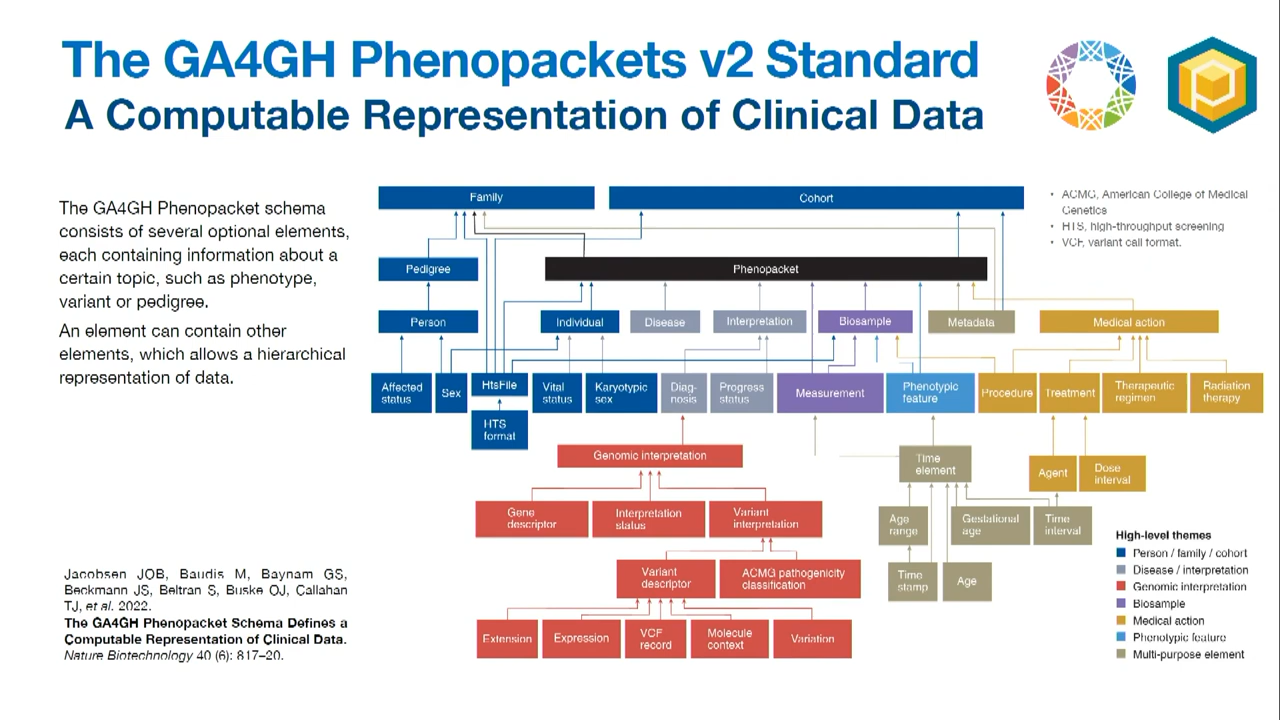 The GA4GH Phenopackets v2 Standard
A Computable Representation of Clinical Data
The GA4GH Phenopacket schema
consists of several optional elements,
each containing information about a
certain topic, such as phenotype,
variant or pedigree.
An element can contain other
elements, which allows a hierarchical
representation of data.
Jacobsen JOB, Baudis M, Baynam GS,
Beckmann JS, Beltran S, Buske OJ, Callahan
TJ, et al. 2022.
The GA4GH Phenopacket Schema Defines a
Computable Representation of Clinical Data.
Nature Biotechnology 40 (6): 817–20.
Family
Cohort
• ACMG, American College of Medical
Genetics
• HTS, high-throughput screening
• VCF, variant call format.
Pedigree
Phenopacket
Person
Individual
Disease
Interpretation
Biosample
Metadata
Medical action
Affected
status
Sex
HtsFile
Vital
status
Karyotypic
sex
Diag-
nosis
Progress
status
Measurement
Phenotypic
feature
Procedure
Treatment
Therapeutic
regimen
Radiation
therapy
HTS
format
Genomic interpretation
Time
element
Agent
Dose
interval
Gene
descriptor
Interpretation
status
Variant
interpretation
Age
range
Gestational
age
Time
interval
Variant
descriptor
ACMG pathogenicity
classification
Time
stamp
Age
Extension
Expression
VCF
record
Molecule
context
Variation
High-level themes
Person / family / cohort
Disease / interpretation
Genomic interpretation
Biosample
Medical action
Phenotypic feature
Multi-purpose element